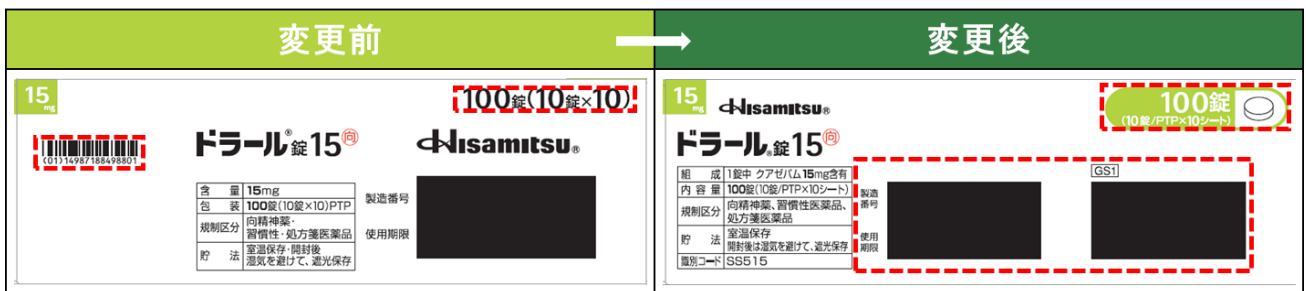 変更前
変更後
15
mg
100錠(10錠×10)
(01)14987188498801
ドラール®錠15㊞向
Hisamitsu®
含量 15mg
包装 100錠(10錠×10)PTP
規制区分 向精神薬・
習慣性・処方箋医薬品
貯法 室温保存・開封後
湿気を避けて、遮光保存
製造番号
使用期限
15
mg
Hisamitsu®
100錠
(10錠/PTP×10シート)
ドラール®錠15向
組成 1錠中 クアゼパム15mg含有
内容量 100錠(10錠/PTP×10シート)
規制区分 向精神薬、習慣性医薬品、
処方箋医薬品
貯法 室温保存
開封後は湿気を避けて、遮光保存
識別コード SS515
製造
番号
使用
期限
GS1